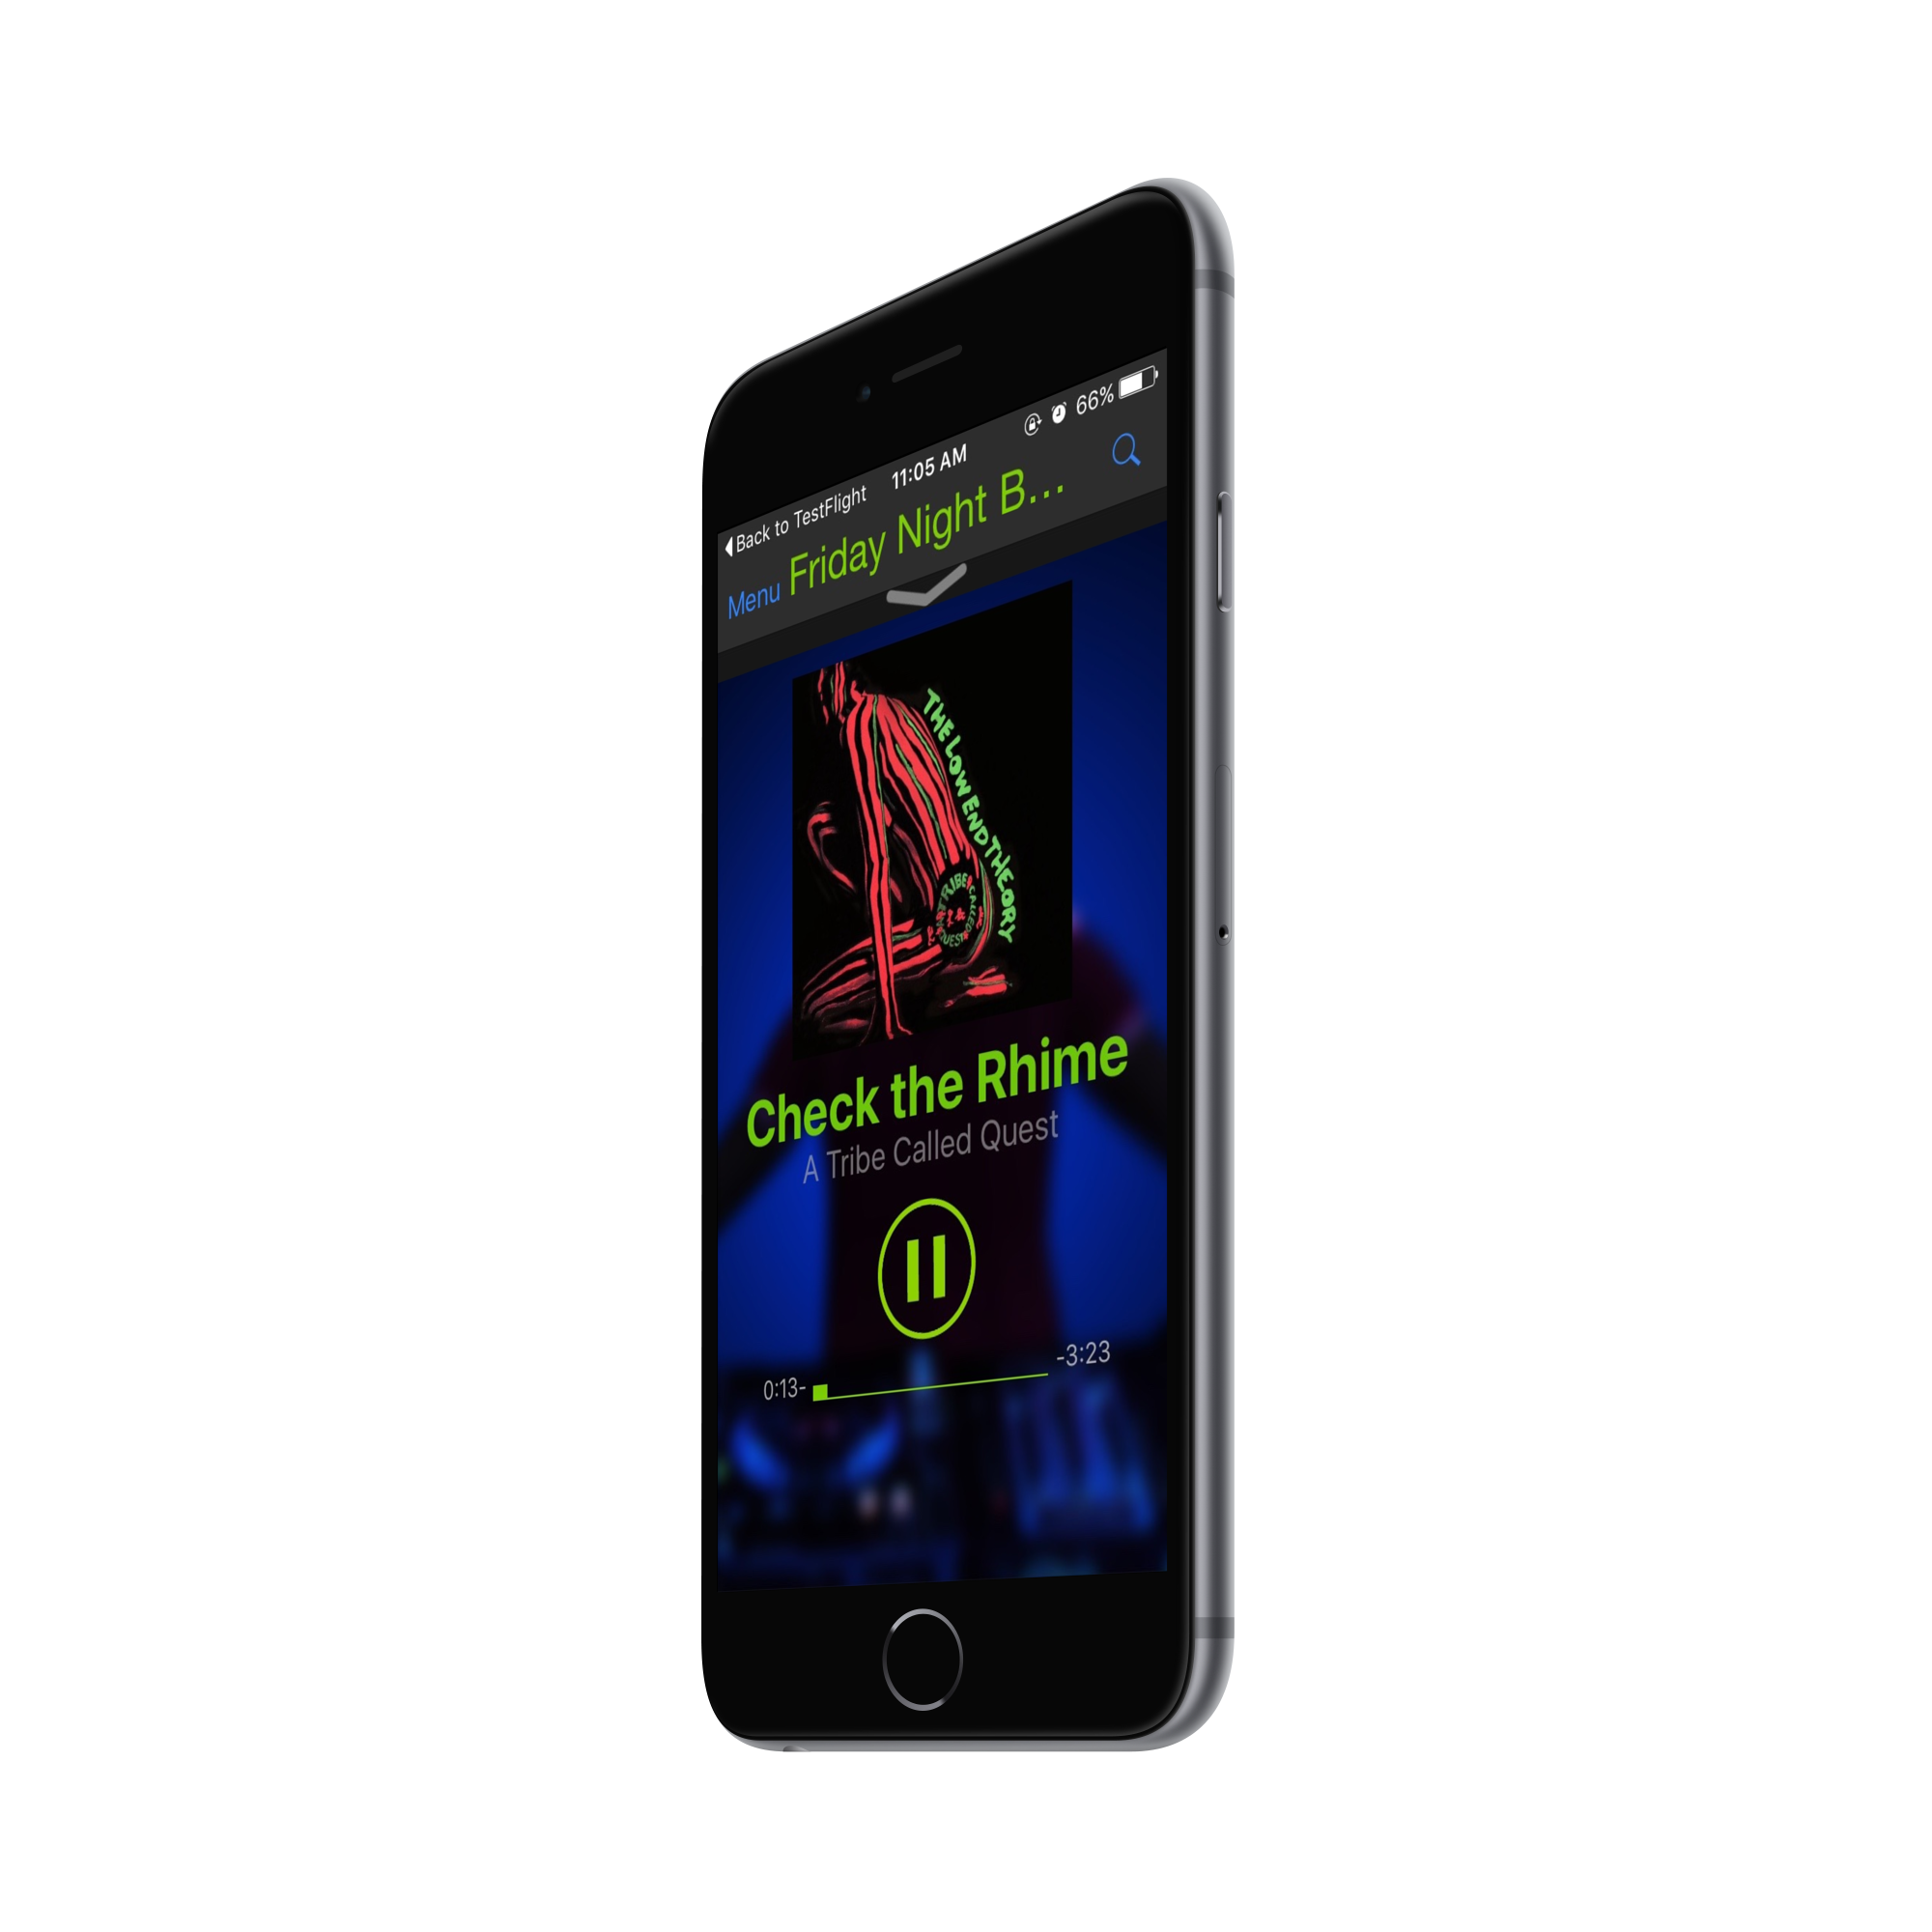 Back to TestFlight 11:05 AM 66%
Menu Friday Night B...
THE LOW END THEORY
A TRIBE CALLED QUEST
Check the Rhime
A Tribe Called Quest
0:13- -3:23